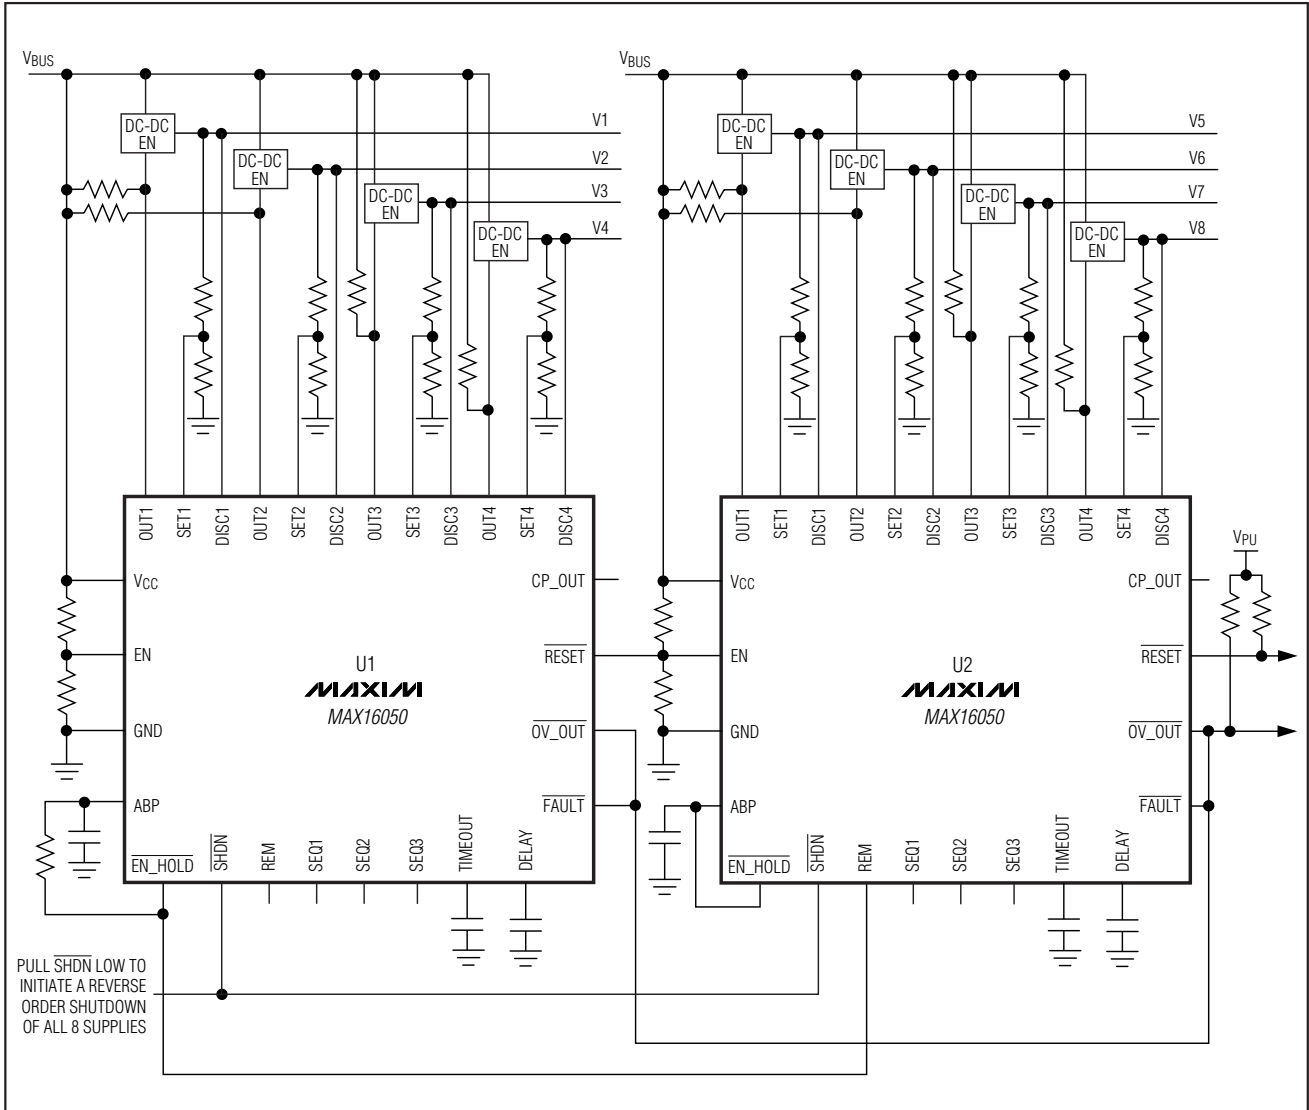 VBUS
VBUS
DC-DC
EN
V1
DC-DC
EN
V2
DC-DC
EN
V3
DC-DC
EN
V4
DC-DC
EN
V5
DC-DC
EN
V6
DC-DC
EN
V7
DC-DC
EN
V8
OUT1
SET1
DISC1
OUT2
SET2
DISC2
OUT3
SET3
DISC3
OUT4
SET4
DISC4
VCC
EN
GND
ABP
EN_HOLD
SHDN
REM
SEQ1
SEQ2
SEQ3
TIMEOUT
DELAY
CP_OUT
RESET
OV_OUT
FAULT
U1
MAXIM
MAX16050
OUT1
SET1
DISC1
OUT2
SET2
DISC2
OUT3
SET3
DISC3
OUT4
SET4
DISC4
VCC
EN
GND
ABP
EN_HOLD
SHDN
REM
SEQ1
SEQ2
SEQ3
TIMEOUT
DELAY
CP_OUT
RESET
OV_OUT
FAULT
U2
MAXIM
MAX16050
VPU
PULL SHDN LOW TO
INITIATE A REVERSE
ORDER SHUTDOWN
OF ALL 8 SUPPLIES